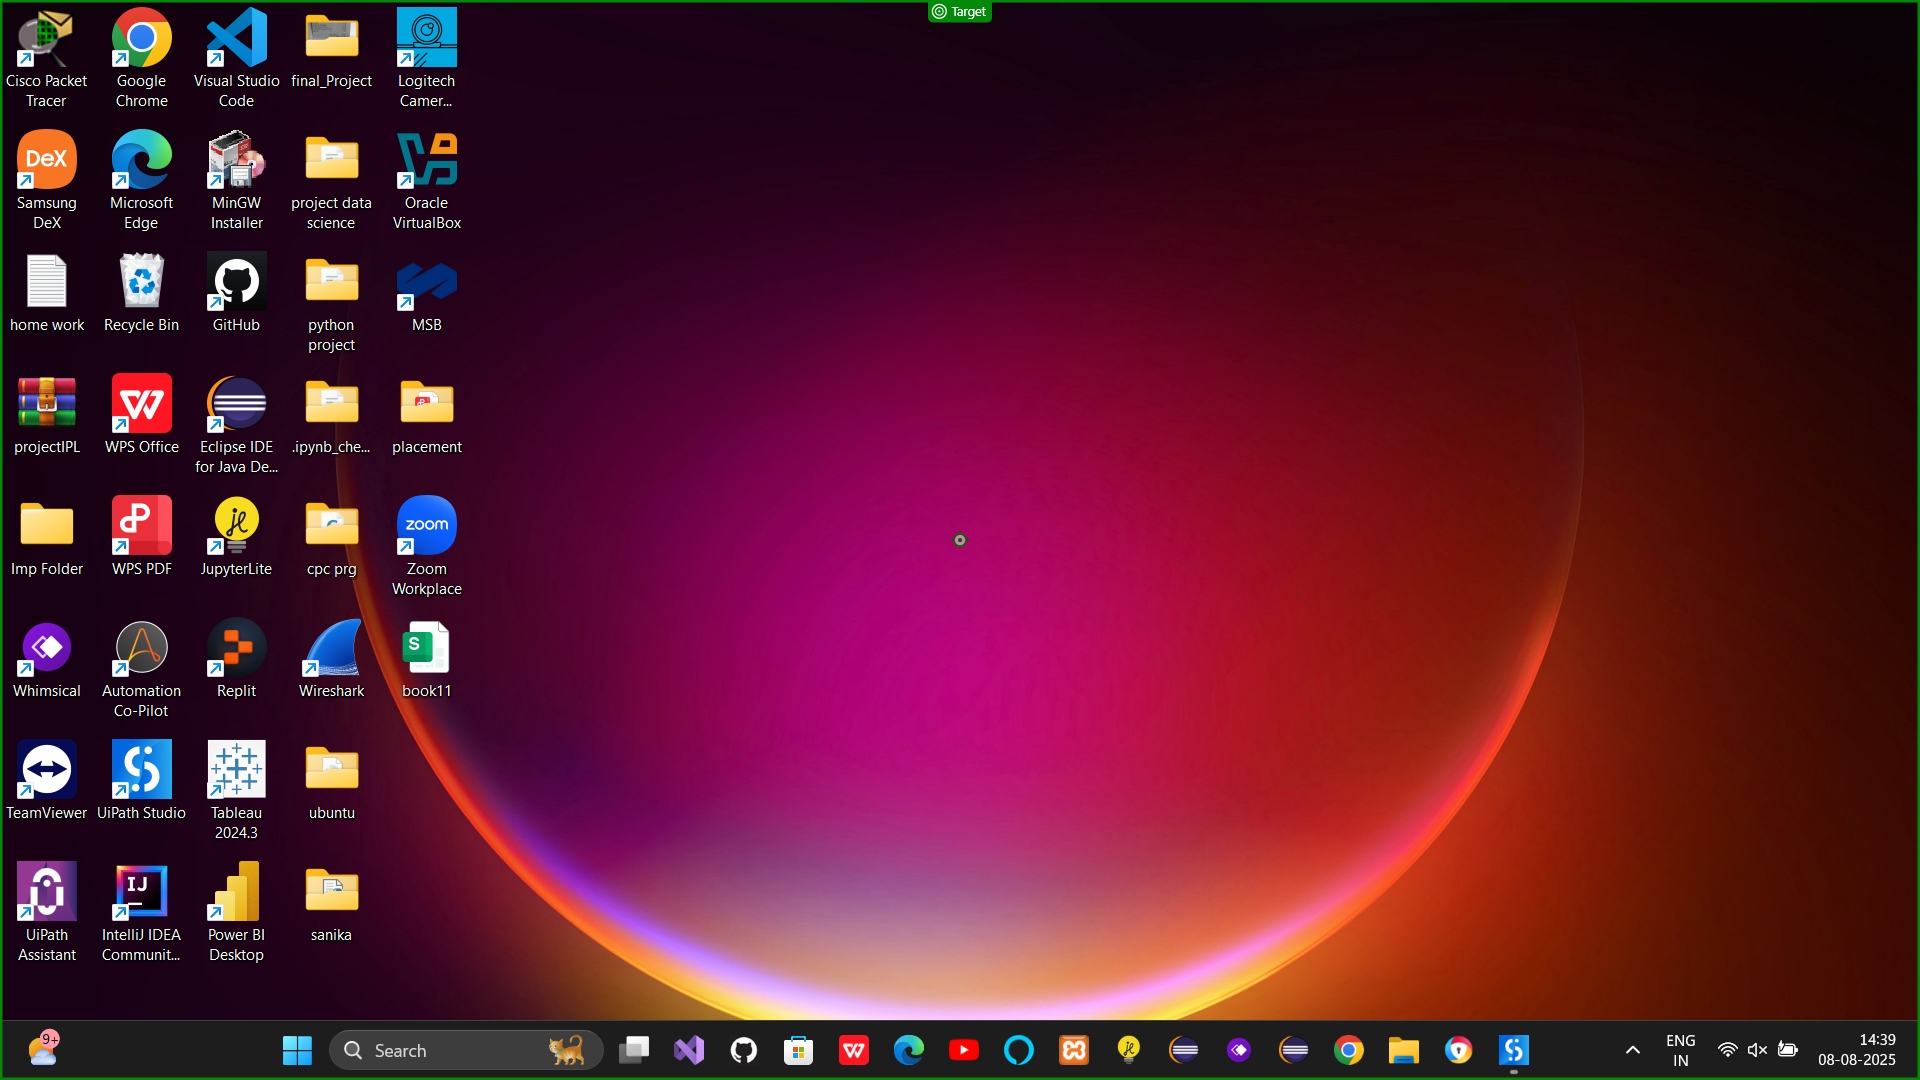 Target
Cisco Packet
Tracer
Google
Chrome
Visual Studio
Code
final_Project
Logitech
Camer...
DeX
Samsung
DeX
Microsoft
Edge
MinGW
Installer
project data
science
Oracle
VirtualBox
home work
Recycle Bin
GitHub
python
project
MSB
projectIPL
WPS Office
Eclipse IDE
for Java De...
.ipynb_che...
placement
Imp Folder
WPS PDF
JupyterLite
cpc prg
zoom
Zoom
Workplace
Whimsical
Automation
Co-Pilot
Replit
Wireshark
S
book11
TeamViewer
UiPath Studio
Tableau
2024.3
ubuntu
UiPath
Assistant
IJ
IntelliJ IDEA
Communit...
Power BI
Desktop
sanika
9+
Search
ENG
IN
14:39
08-08-2025